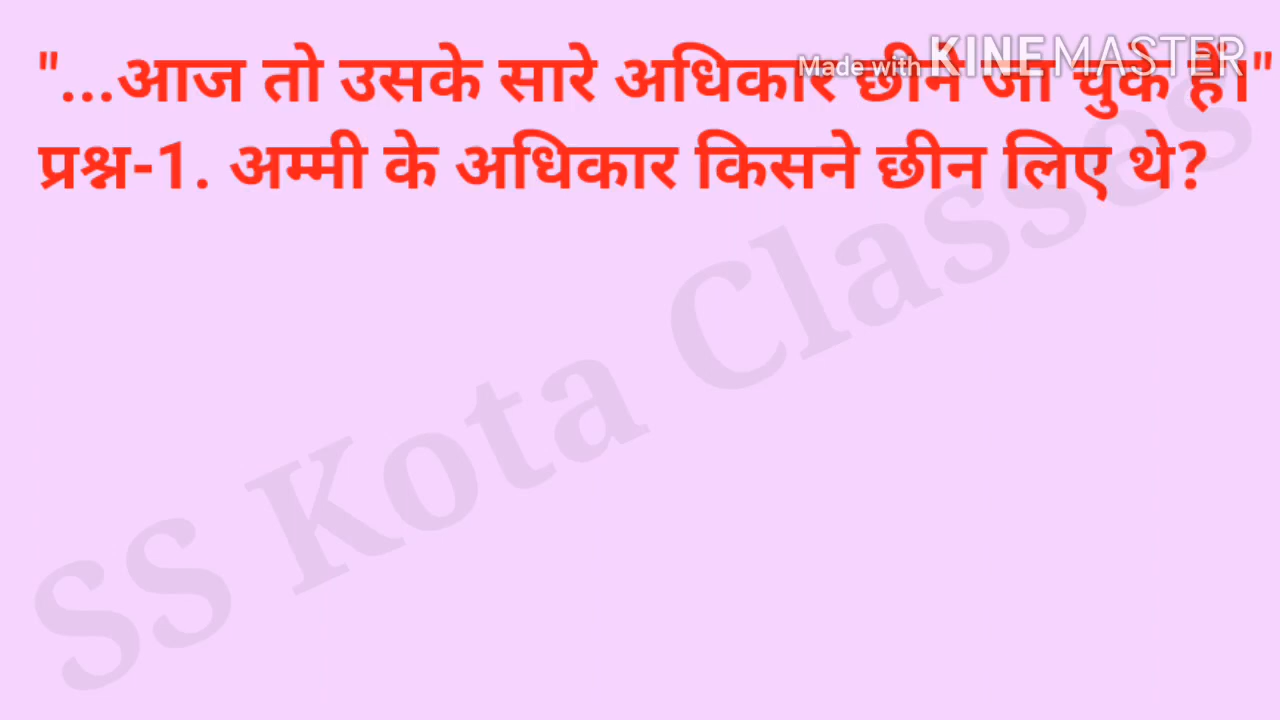 "...आज तो उसके सारे अधिकार छीने जा चुके हों।"
Made with KINEMASTER
प्रश्न-1. अम्मी के अधिकार किसने छीन लिए थे?
SS Kota Classes